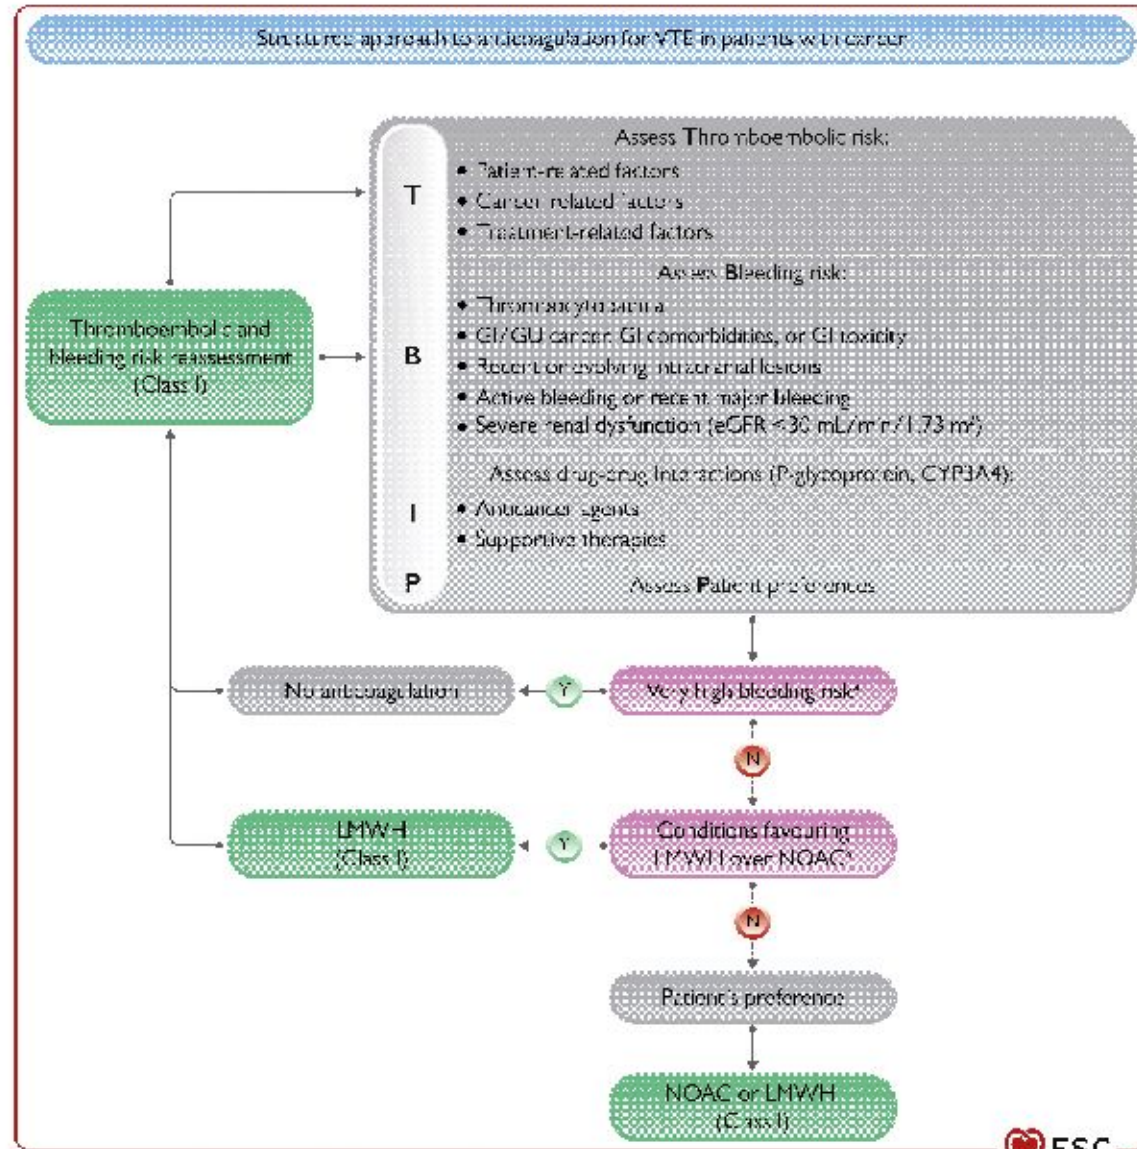 Structured approach to anticoagulation for VTE in patients with cancer
Assess Thromboembolic risk:
T
• Patient-related factors
• Cancer-related factors
• Treatment-related factors
Assess Bleeding risk:
B
• Thrombocytopaenia
• GI/GU cancer, GI comorbidities, or GI toxicity
• Recent or evolving intracranial lesions
• Active bleeding or recent major bleeding
• Severe renal dysfunction (eGFR <30 mL/min/1.73 m²)
Assess drug-drug Interactions (P-glycoprotein, CYP3A4):
I
• Anticancer agents
• Supportive therapies
P
Assess Patient preferences
Thromboembolic and
bleeding risk reassessment
(Class I)
No anticoagulation
Y
Very high bleeding risk
N
LMWH
(Class I)
Y
Conditions favouring
LMWH over NOAC
N
Patient's preference
NOAC or LMWH
(Class I)
ESC